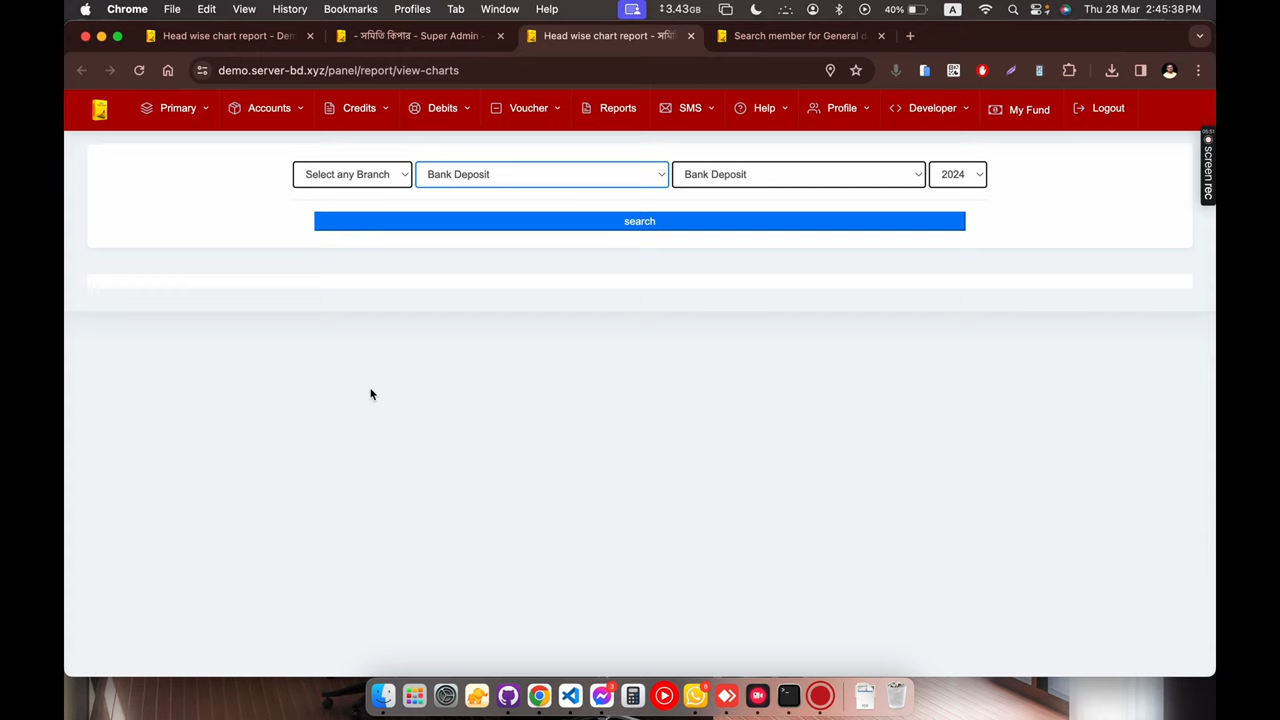 Chrome File Edit View History Bookmarks Profiles Tab Window Help 3.43GB 40% A Thu 28 Mar 2:45:38 PM
Head wise chart report - Den
- সমিতি কিপার - Super Admin -
Head wise chart report - সমি
Search member for General d
demo.server-bd.xyz/panel/report/view-charts
Primary Accounts Credits Debits Voucher Reports SMS Help Profile Developer My Fund Logout
05:51
screen rec
Select any Branch Bank Deposit Bank Deposit 2024
search